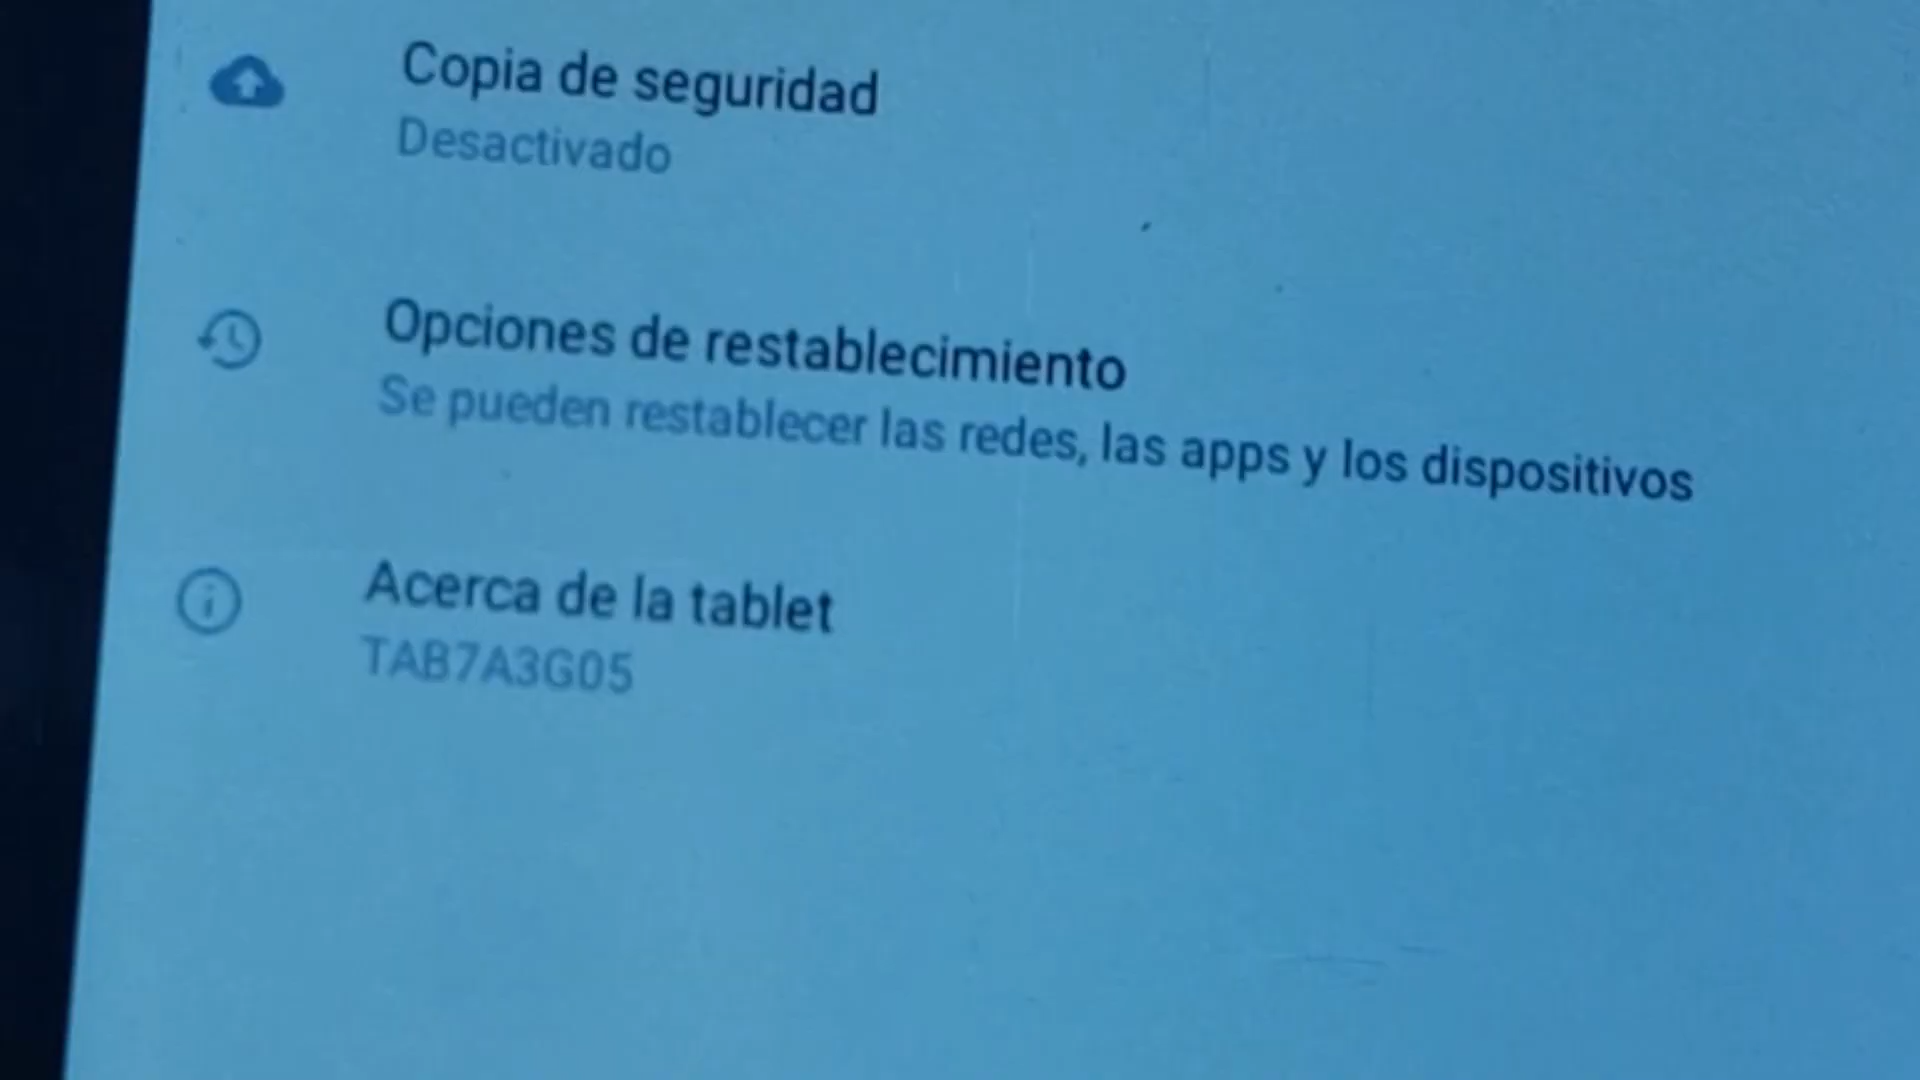 Copia de seguridad
Desactivado
Opciones de restablecimiento
Se pueden restablecer las redes, las apps y los dispositivos
Acerca de la tablet
TAB7A3G05